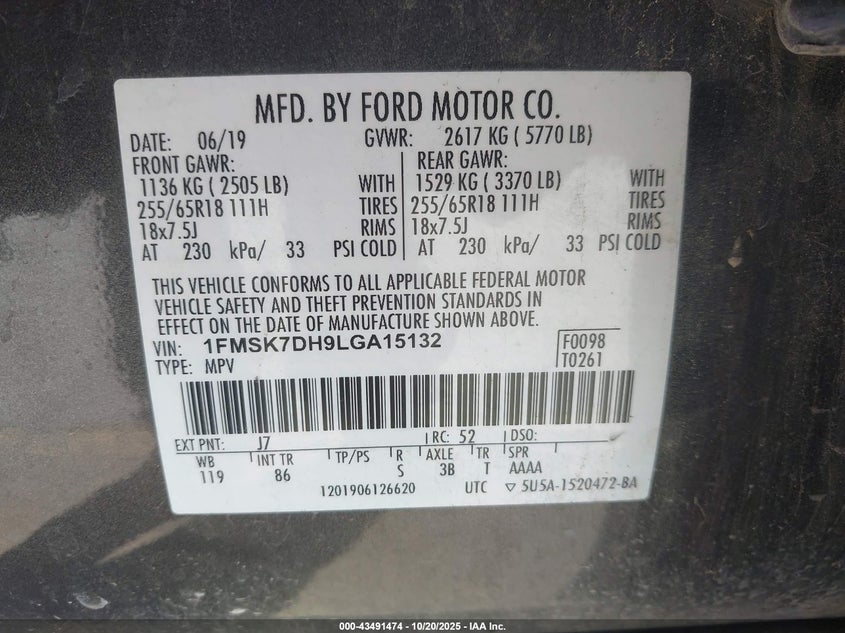 MFD. BY FORD MOTOR CO.
DATE: 06/19 GVWR: 2617 KG ( 5770 LB)
FRONT GAWR: REAR GAWR:
1136 KG ( 2505 LB) WITH 1529 KG ( 3370 LB) WITH
255/65R18 111H TIRES 255/65R18 111H TIRES
18x7.5J RIMS 18x7.5J RIMS
AT 230 kPa/ 33 PSI COLD AT 230 kPa/ 33 PSI COLD
THIS VEHICLE CONFORMS TO ALL APPLICABLE FEDERAL MOTOR
VEHICLE SAFETY AND THEFT PREVENTION STANDARDS IN
EFFECT ON THE DATE OF MANUFACTURE SHOWN ABOVE.
VIN: 1FMSK7DH9LGA15132 F0098
TYPE: MPV T0261
EXT PNT: J7 RC: 52 DSO:
WB INT TR TP/PS R AXLE TR SPR
119 86 S 3B T AAAA
1201906126620 UTC ▽ 5U5A-1520472-BA
000-43491474 | 10/20/2025 - IAA Inc.